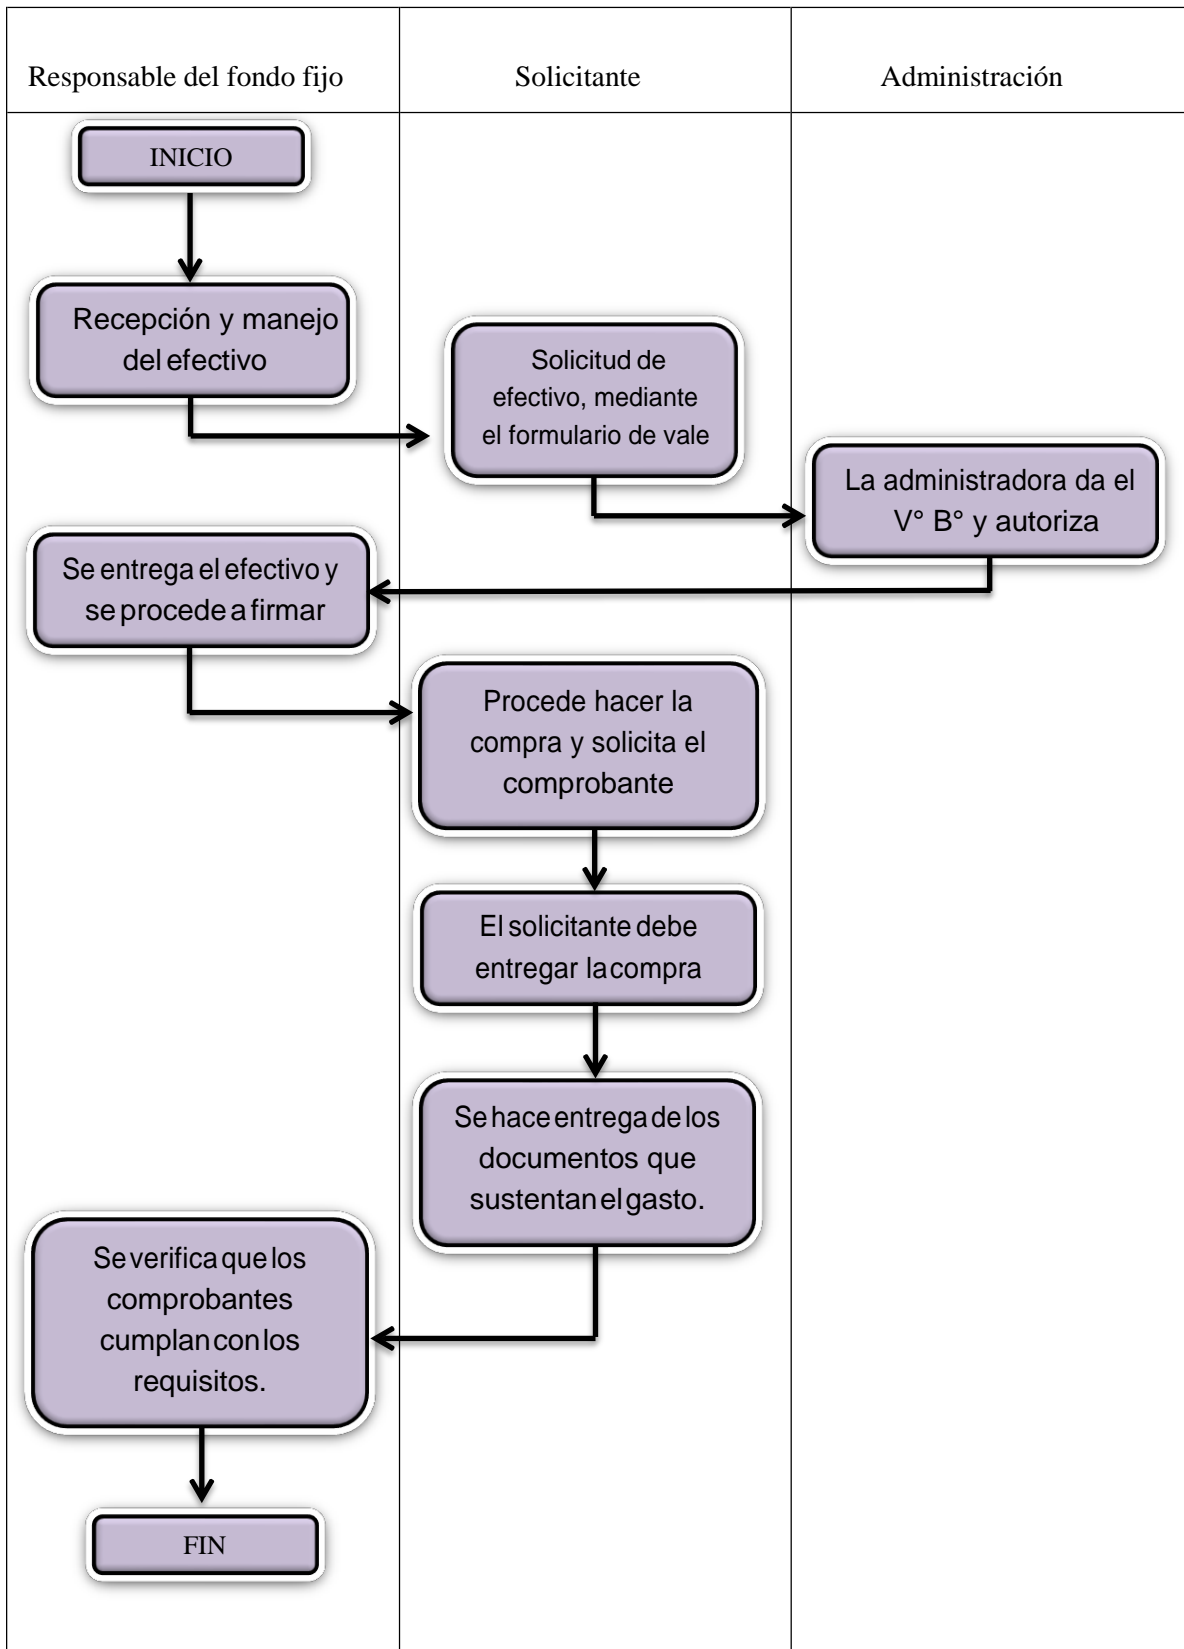 Responsable del fondo fijo
Solicitante
Administración
INICIO
Recepción y manejo
del efectivo
Solicitud de
efectivo, mediante
el formulario de vale
La administradora da el
V° B° y autoriza
Se entrega el efectivo y
se procede a firmar
Procede hacer la
compra y solicita el
comprobante
El solicitante debe
entregar la compra
Se hace entrega de los
documentos que
sustentan el gasto.
Se verifica que los
comprobantes
cumplan con los
requisitos.
FIN